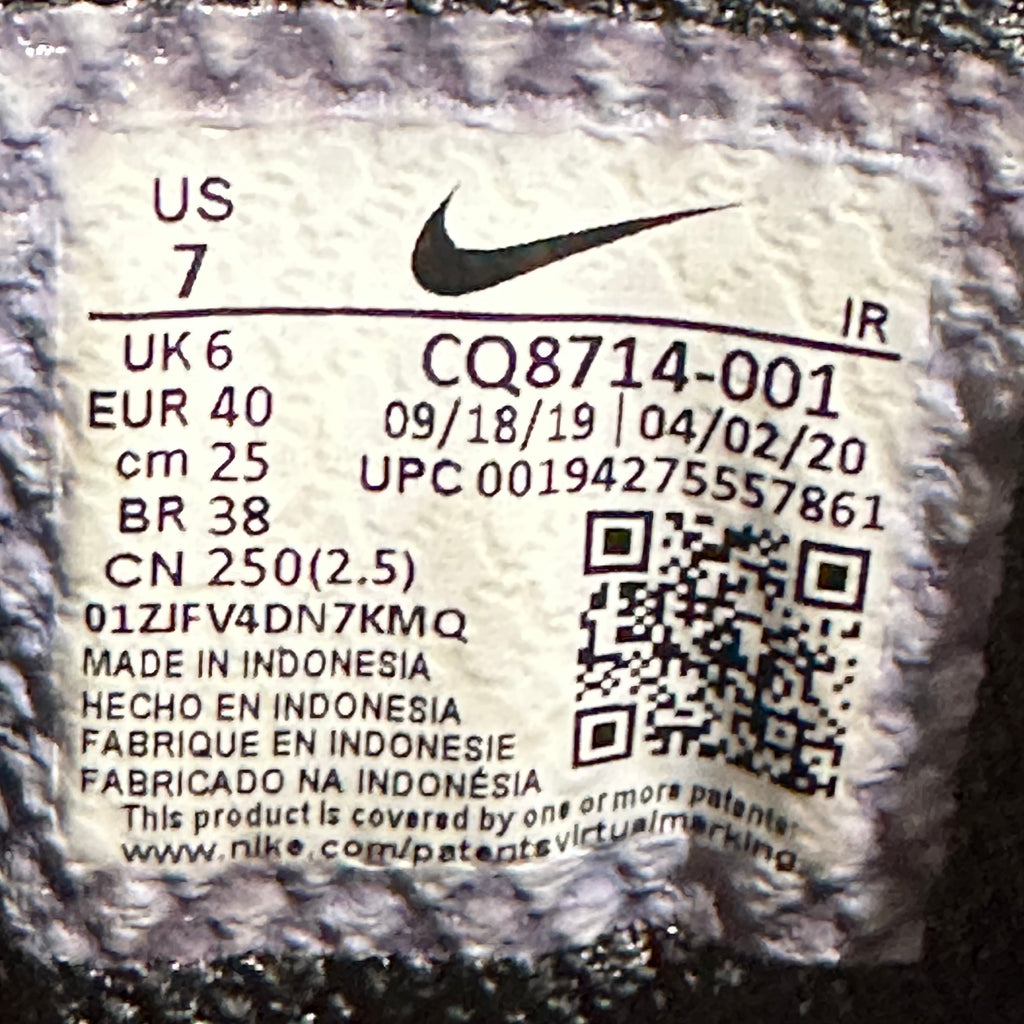 US
7
IR
UK 6
EUR 40
cm 25
BR 38
CN 250(2.5)
CQ8714-001
09/18/19 | 04/02/20
UPC 00194275557861
01ZJFV4DN7KMQ
MADE IN INDONESIA
HECHO EN INDONESIA
FABRIQUE EN INDONESIE
FABRICADO NA INDONÉSIA
This product is covered by one or more patents
www.nike.com/patentsvirtualmarking